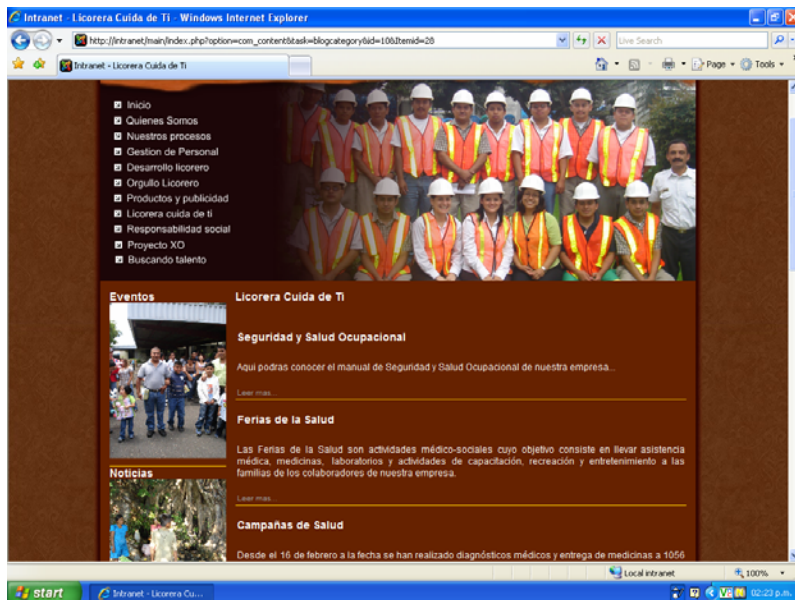 Intranet - Licorera Cuida de Ti - Windows Internet Explorer
http://intranet/main/index.php?option=com_content&task=blogcategory&id=10&Itemid=28
Live Search
Intranet - Licorera Cuida de Ti
Page
Tools
Inicio
Quienes Somos
Nuestros procesos
Gestion de Personal
Desarrollo licorero
Orgullo Licorero
Productos y publicidad
Licorera cuida de ti
Responsabilidad social
Proyecto XO
Buscando talento
Eventos
Noticias
Licorera Cuida de Ti
Seguridad y Salud Ocupacional
Aqui podras conocer el manual de Seguridad y Salud Ocupacional de nuestra empresa...
Leer mas...
Ferias de la Salud
Las Ferias de la Salud son actividades médico-sociales cuyo objetivo consiste en llevar asistencia
médica, medicinas, laboratorios y actividades de capacitación, recreación y entretenimiento a las
familias de los colaboradores de nuestra empresa.
Leer mas...
Campañas de Salud
Desde el 16 de febrero a la fecha se han realizado diagnósticos médicos y entrega de medicinas a 1056
Local intranet
100%
start
Intranet - Licorera Cu...
02:23 p.m.